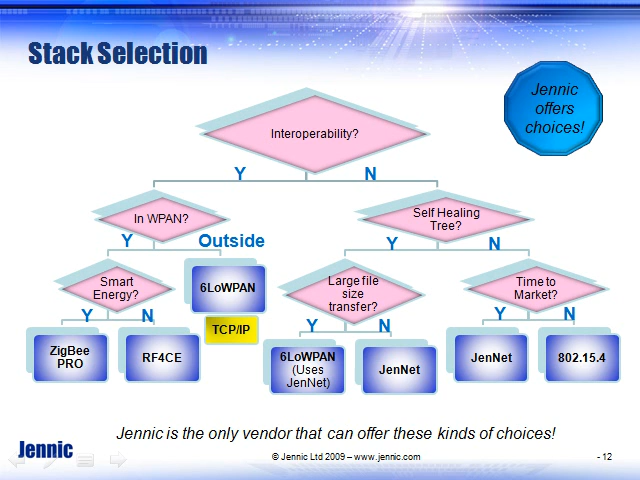 Stack Selection
Jennic
offers
choices!
Interoperability?
Y
N
In WPAN?
Self Healing
Tree?
Y
Outside
Y
N
Smart
Energy?
6LoWPAN
TCP/IP
Large file
size
transfer?
Time to
Market?
Y
N
Y
N
Y
N
ZigBee
PRO
RF4CE
6LoWPAN
(Uses
JenNet)
JenNet
JenNet
802.15.4
Jennic is the only vendor that can offer these kinds of choices!
Jennic
© Jennic Ltd 2009 – www.jennic.com
- 12